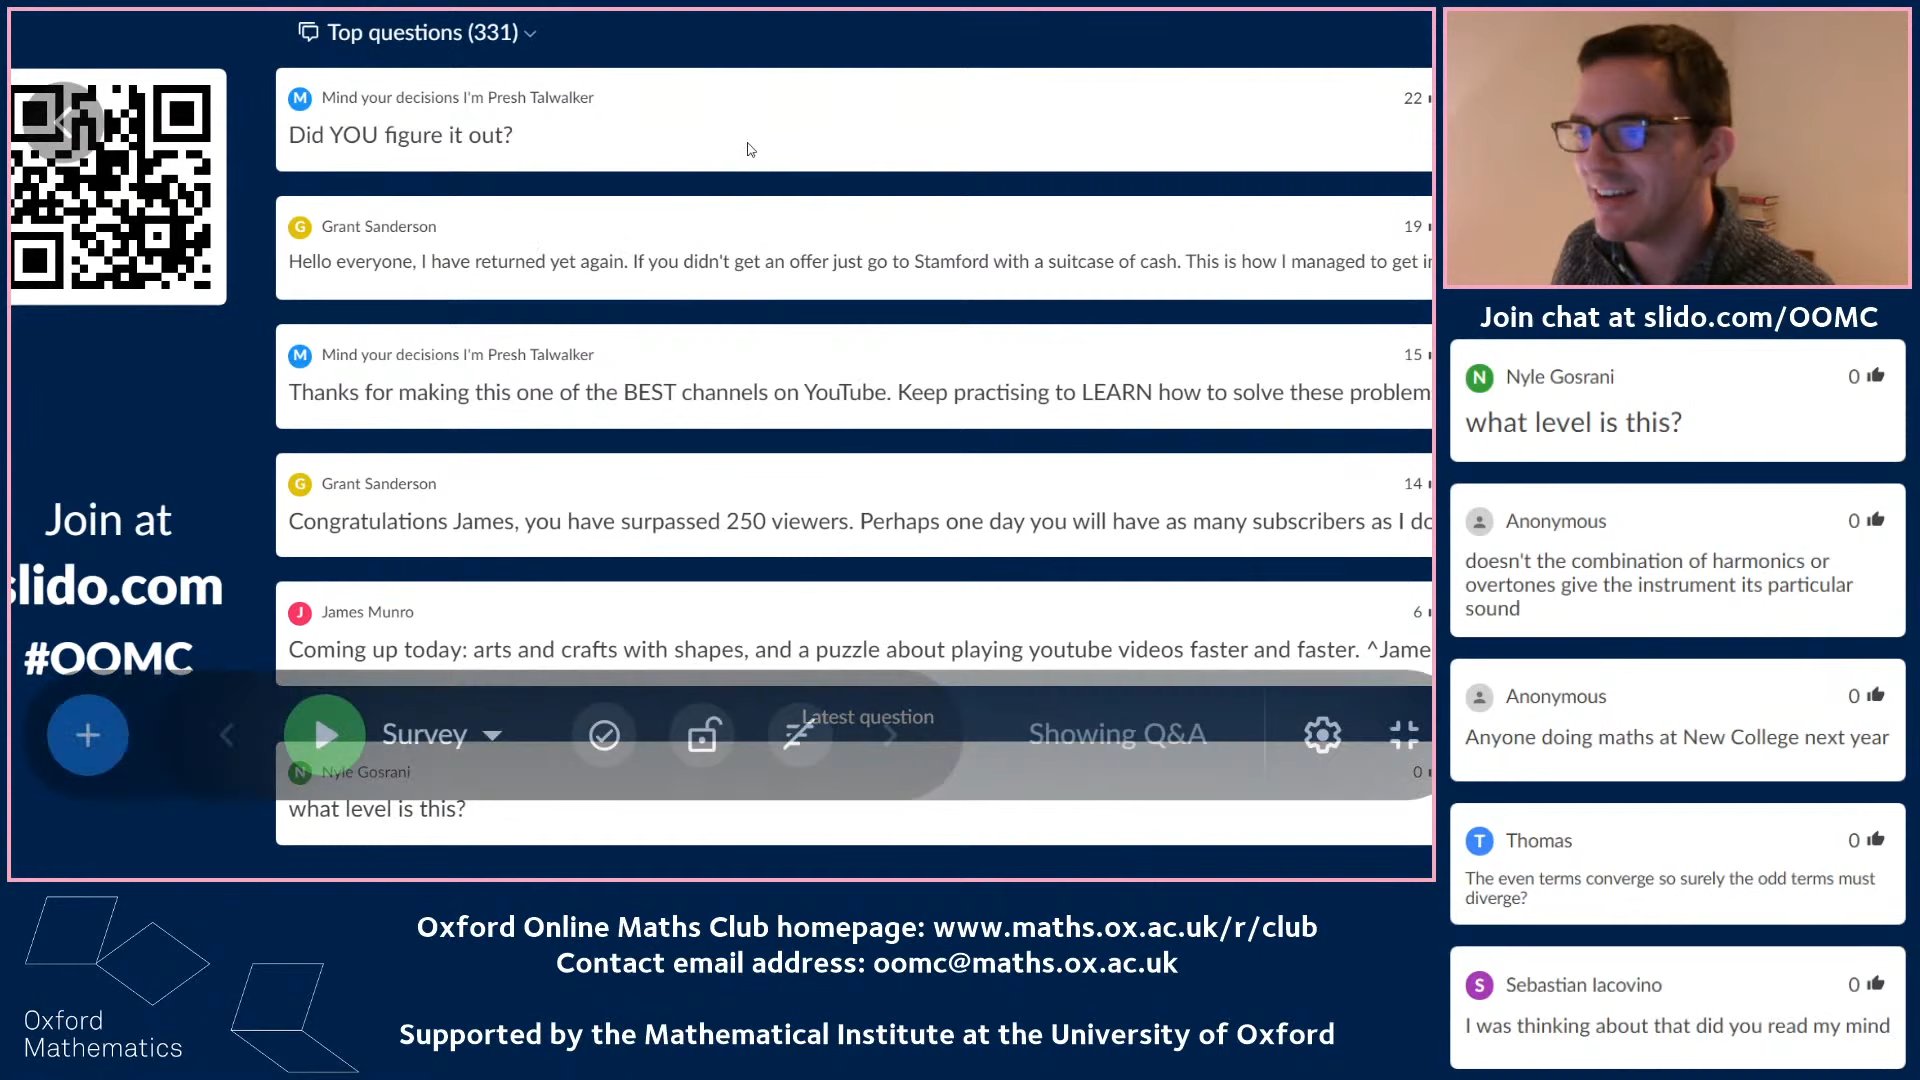 Top questions (331)
M Mind your decisions I'm Presh Talwalker 22
Did YOU figure it out?
G Grant Sanderson 19
Hello everyone, I have returned yet again. If you didn't get an offer just go to Stamford with a suitcase of cash. This is how I managed to get
M Mind your decisions I'm Presh Talwalker 15
Thanks for making this one of the BEST channels on YouTube. Keep practising to LEARN how to solve these problem
G Grant Sanderson 14
Congratulations James, you have surpassed 250 viewers. Perhaps one day you will have as many subscribers as I do
J James Munro 6
Coming up today: arts and crafts with shapes, and a puzzle about playing youtube videos faster and faster. ^Jame
Join at
slido.com
#OOMC
Survey
Latest question
Showing Q&A
N Nyle Gosrani 0
what level is this?
Join chat at slido.com/OOMC
N Nyle Gosrani 0
what level is this?
Anonymous 0
doesn't the combination of harmonics or
overtones give the instrument its particular
sound
Anonymous 0
Anyone doing maths at New College next year
T Thomas 0
The even terms converge so surely the odd terms must
diverge?
S Sebastian Iacovino 0
I was thinking about that did you read my mind
Oxford Online Maths Club homepage: www.maths.ox.ac.uk/r/club
Contact email address: oomc@maths.ox.ac.uk
Supported by the Mathematical Institute at the University of Oxford
Oxford
Mathematics